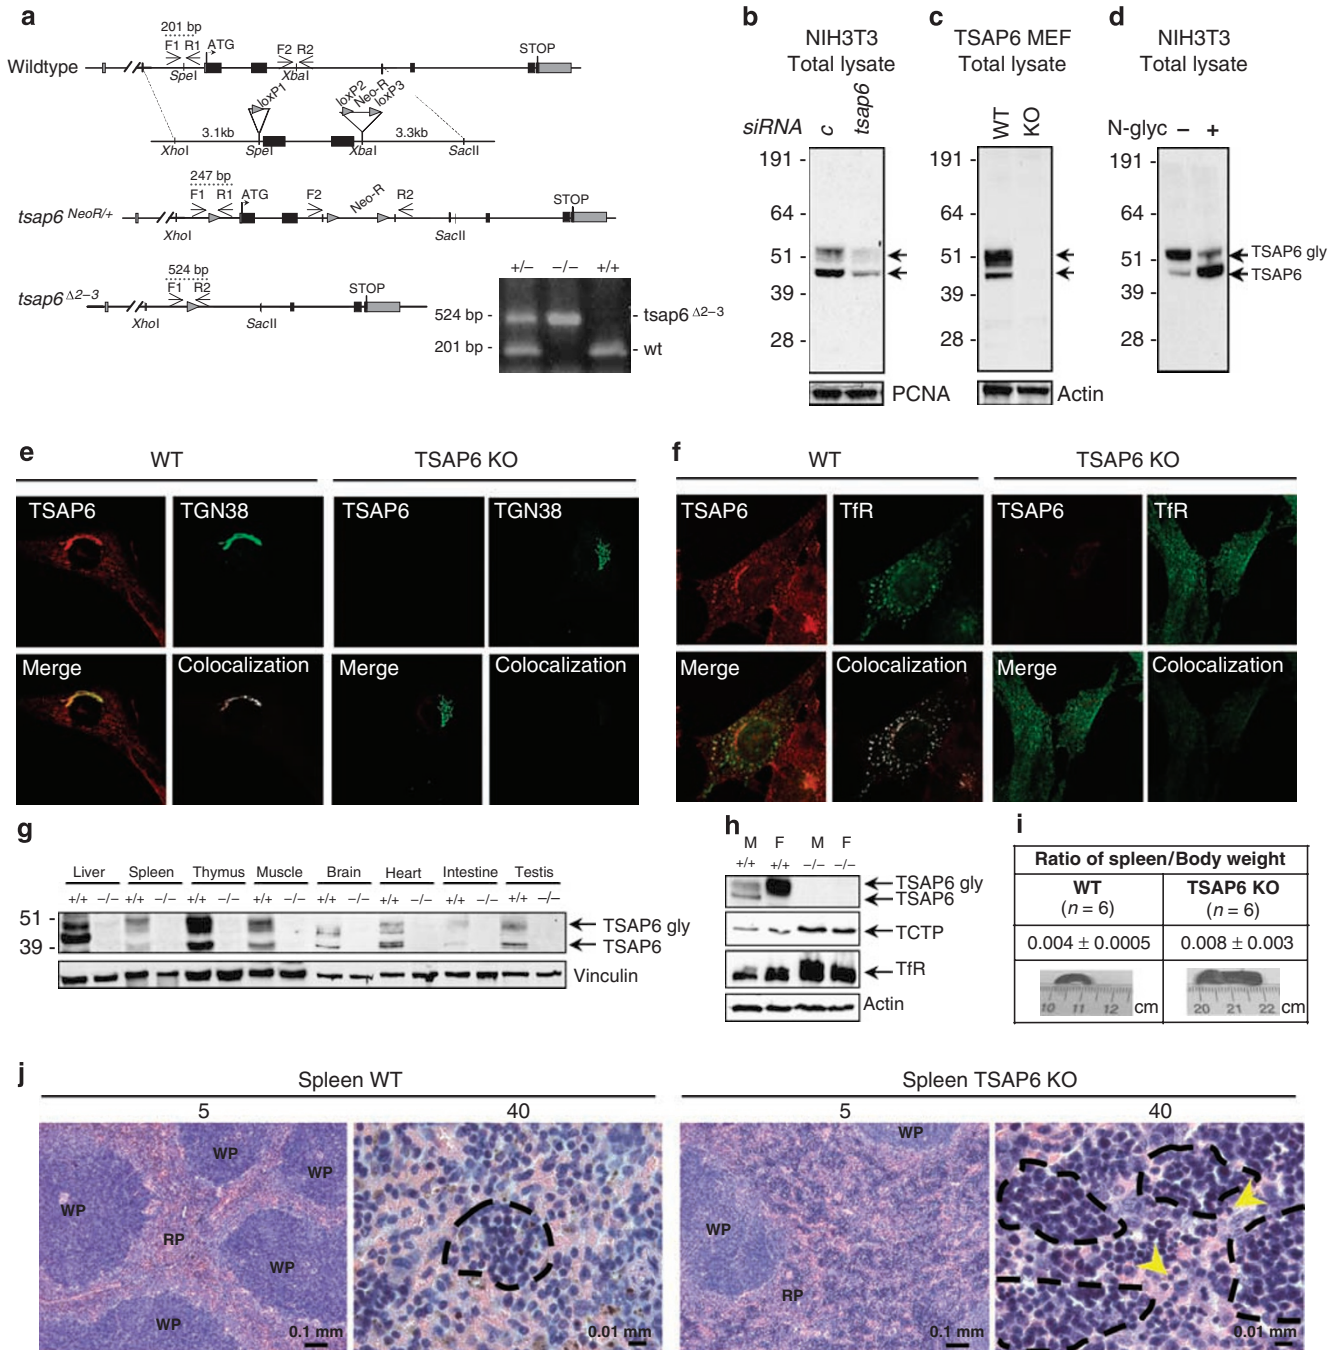 a
201 bp
F1 R1 ATG F2 R2 STOP
Wildtype
SpeI XbaI
loxP1 loxP2 Neo-R loxP3
3.1kb 3.3kb
XhoI SpeI XbaI SacII
247 bp
F1 R1 ATG F2 Neo-R R2 STOP
tsap6 NeoR/+
XhoI SacII
524 bp
F1 R2 STOP
tsap6 Δ2–3
XhoI SacII
+/– –/– +/+
524 bp - - tsap6 Δ2–3
201 bp - - wt
b
NIH3T3
Total lysate
siRNA c tsap6
191 -
64 -
51 -
39 -
28 -
PCNA
c
TSAP6 MEF
Total lysate
WT KO
191 -
64 -
51 -
39 -
28 -
Actin
d
NIH3T3
Total lysate
N-glyc – +
191 -
64 -
51 -
39 -
28 -
TSAP6 gly
TSAP6
e
WT TSAP6 KO
TSAP6 TGN38 TSAP6 TGN38
Merge Colocalization Merge Colocalization
f
WT TSAP6 KO
TSAP6 TfR TSAP6 TfR
Merge Colocalization Merge Colocalization
g
Liver Spleen Thymus Muscle Brain Heart Intestine Testis
+/+ –/– +/+ –/– +/+ –/– +/+ –/– +/+ –/– +/+ –/– +/+ –/– +/+ –/–
51 -
39 -
TSAP6 gly
TSAP6
Vinculin
h
M F M F
+/+ +/+ –/– –/–
TSAP6 gly
TSAP6
TCTP
TfR
Actin
i
Ratio of spleen/Body weight
WT TSAP6 KO
(n = 6) (n = 6)
0.004 ± 0.0005 0.008 ± 0.003
10 11 12 cm 20 21 22 cm
j
Spleen WT Spleen TSAP6 KO
5 40 5 40
WP WP WP WP WP RP 0.1 mm
0.01 mm
WP WP RP 0.1 mm
0.01 mm